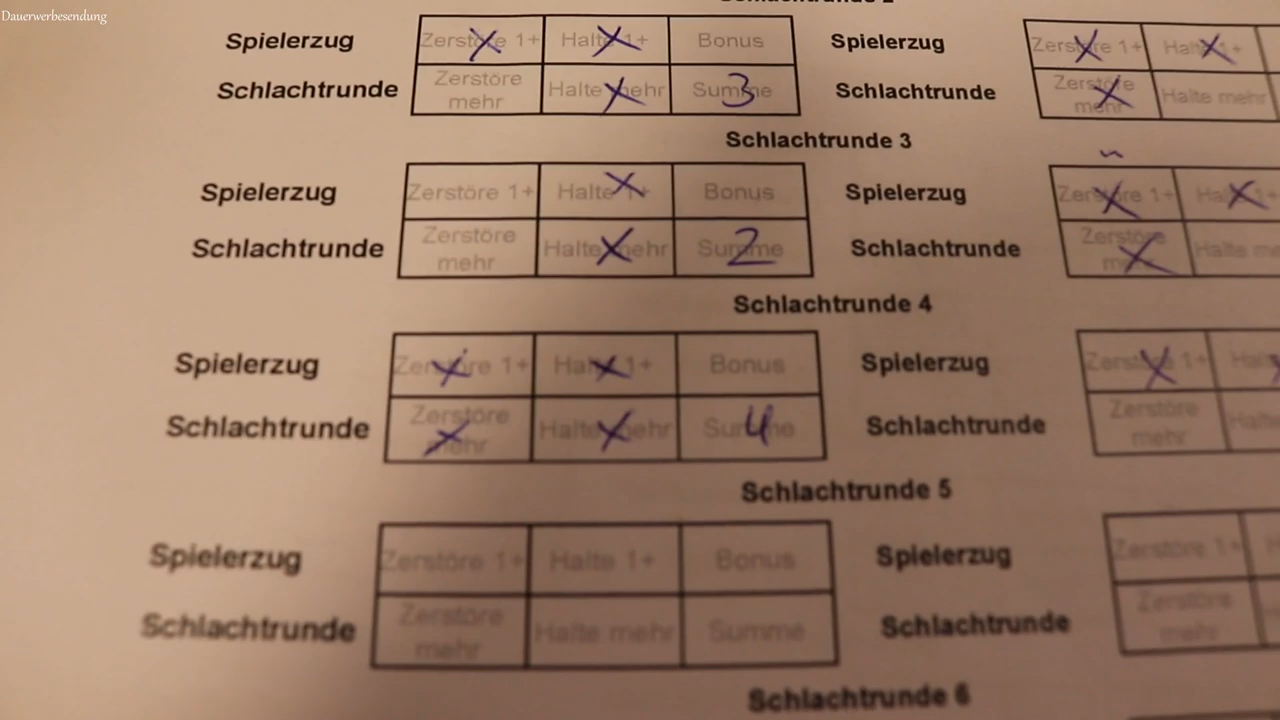 Dauerwerbesendung
Spielerzug Zerstöre 1+ Halte 1+ Bonus Spielerzug Zerstöre 1+ Halte 1+
Schlachtrunde Zerstöre mehr Halte mehr Summe 3 Schlachtrunde Zerstöre mehr Halte mehr
Schlachtrunde 3
Spielerzug Zerstöre 1+ Halte 1+ Bonus Spielerzug Zerstöre 1+ Halte 1+
Schlachtrunde Zerstöre mehr Halte mehr Summe 2 Schlachtrunde Zerstöre mehr Halte
Schlachtrunde 4
Spielerzug Zerstöre 1+ Halte 1+ Bonus Spielerzug Zerstöre 1+
Schlachtrunde Zerstöre mehr Halte mehr Summe 4 Schlachtrunde Zerstöre mehr Halte
Schlachtrunde 5
Spielerzug Zerstöre 1+ Halte 1+ Bonus Spielerzug Zerstöre 1+
Schlachtrunde Zerstöre mehr Halte mehr Summe Schlachtrunde Zerstöre mehr
Schlachtrunde 6